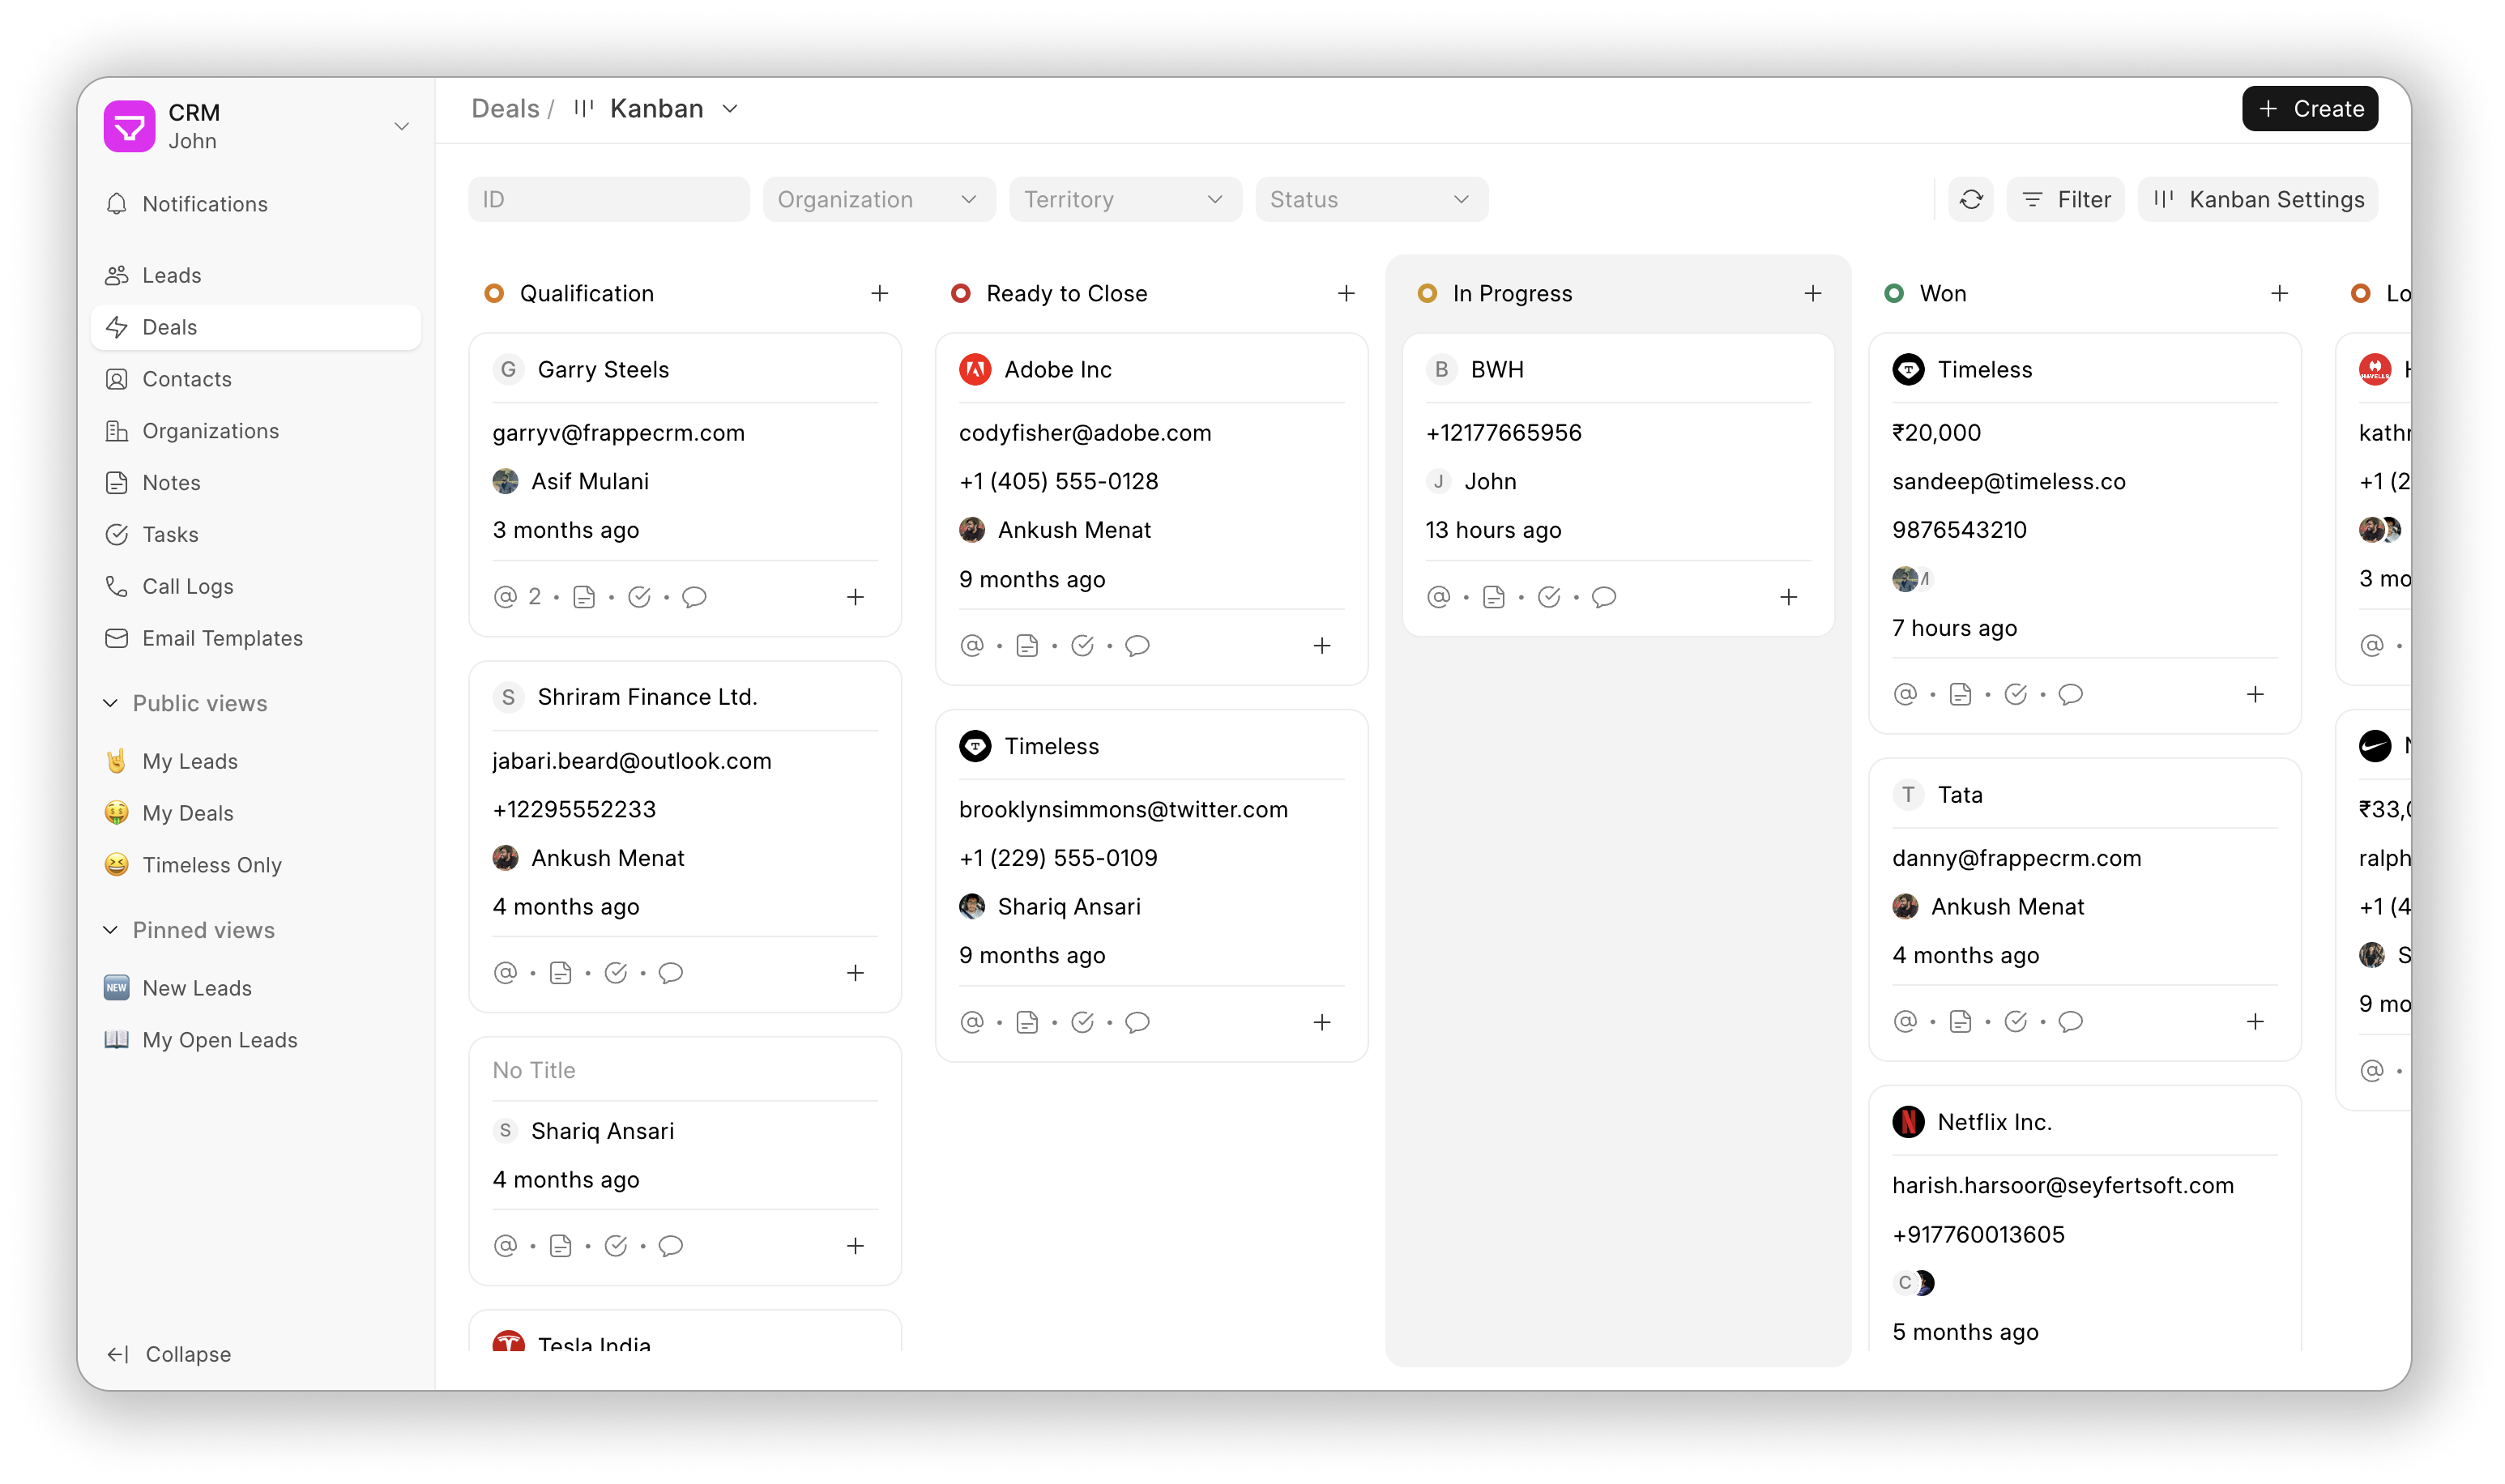 CRM
John
Notifications
Leads
Deals
Contacts
Organizations
Notes
Tasks
Call Logs
Email Templates
Public views
My Leads
My Deals
Timeless Only
Pinned views
NEW New Leads
My Open Leads
Collapse
Deals / Kanban
+ Create
ID
Organization
Territory
Status
Filter
Kanban Settings
Qualification
G Garry Steels
garryv@frappecrm.com
Asif Mulani
3 months ago
2
S Shriram Finance Ltd.
jabari.beard@outlook.com
+12295552233
Ankush Menat
4 months ago
No Title
S Shariq Ansari
4 months ago
Tesla India
Ready to Close
Adobe Inc
codyfisher@adobe.com
+1 (405) 555-0128
Ankush Menat
9 months ago
T Timeless
brooklynsimmons@twitter.com
+1 (229) 555-0109
Shariq Ansari
9 months ago
In Progress
B BWH
+12177665956
J John
13 hours ago
Won
T Timeless
₹20,000
sandeep@timeless.co
9876543210
7 hours ago
T Tata
danny@frappecrm.com
Ankush Menat
4 months ago
N Netflix Inc.
harish.harsoor@seyfertsoft.com
+917760013605
C
5 months ago
Lo
HAVELLS
kath
+1 (2
3 mo
₹33,
ralph
+1 (4
S
9 mo